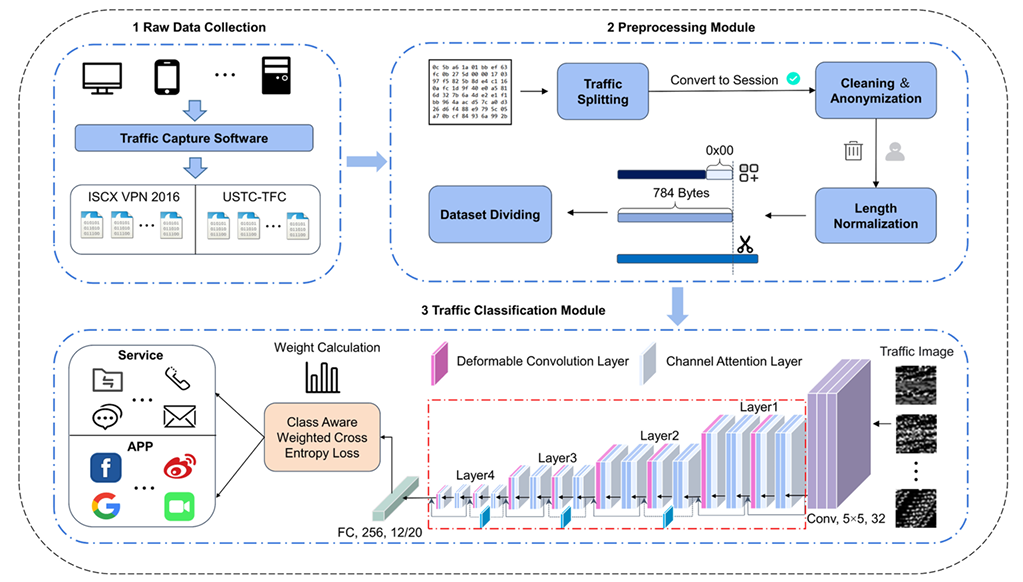 1 Raw Data Collection
Traffic Capture Software
ISCX VPN 2016
USTC-TFC
2 Preprocessing Module
0c 5b a6 1a 01 bb ef 63
fc 0b 27 5d 00 00 17 03
97 f5 82 5b 8d e4 c1 16
0a fc 1d 9f 40 e0 a5 81
6d 32 7b 6a 4d e2 e1 f1
bb 96 4a ac d5 7c a0 d3
26 d6 f4 88 e9 79 5c 05
a7 0b cf 84 93 6a 99 2b
Traffic
Splitting
Convert to Session
Cleaning &
Anonymization
Length
Normalization
0x00
784 Bytes
Dataset Dividing
3 Traffic Classification Module
Service
APP
Weight Calculation
Class Aware
Weighted Cross
Entropy Loss
Deformable Convolution Layer
Channel Attention Layer
Traffic Image
Layer1
Layer2
Layer3
Layer4
FC, 256, 12/20
Conv, 5×5, 32